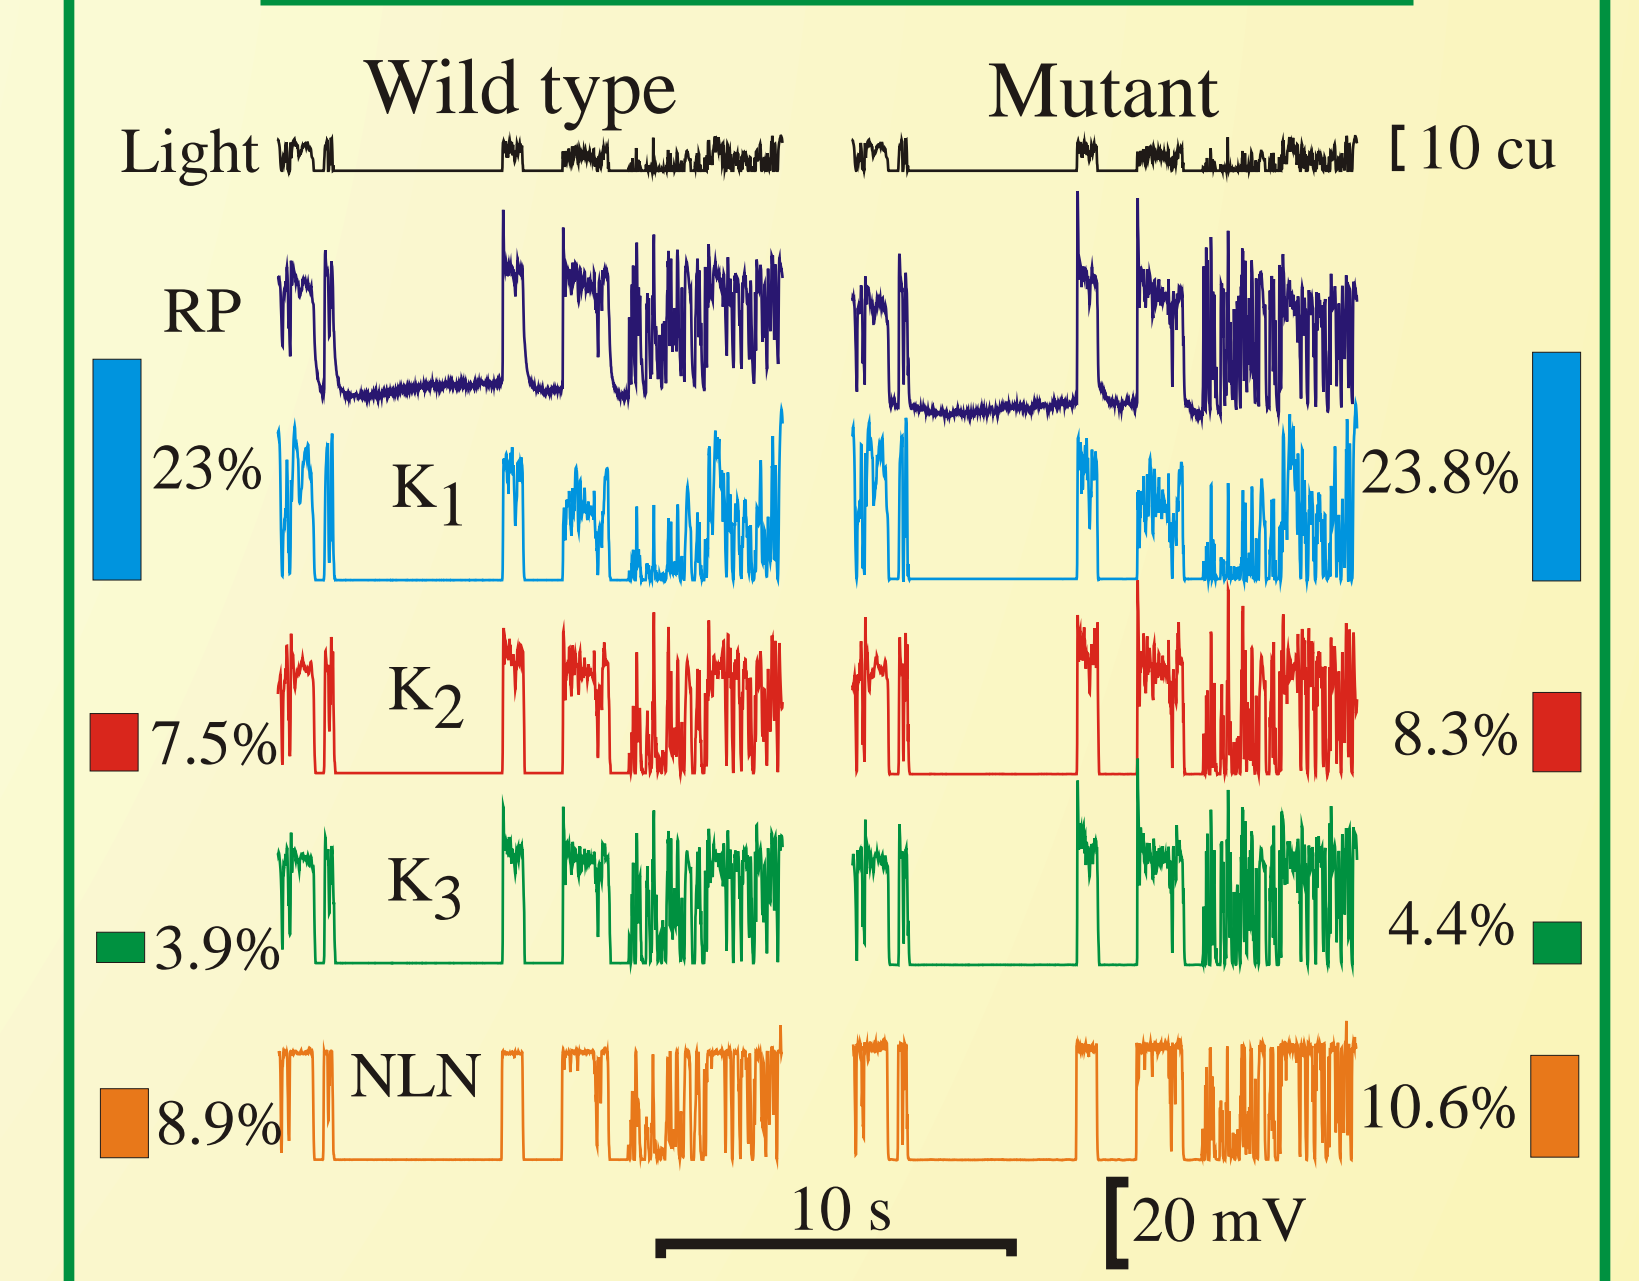 Wild type
Mutant
Light
10 cu
RP
23%
K1
23.8%
7.5%
K2
8.3%
3.9%
K3
4.4%
8.9%
NLN
10.6%
10 s
20 mV